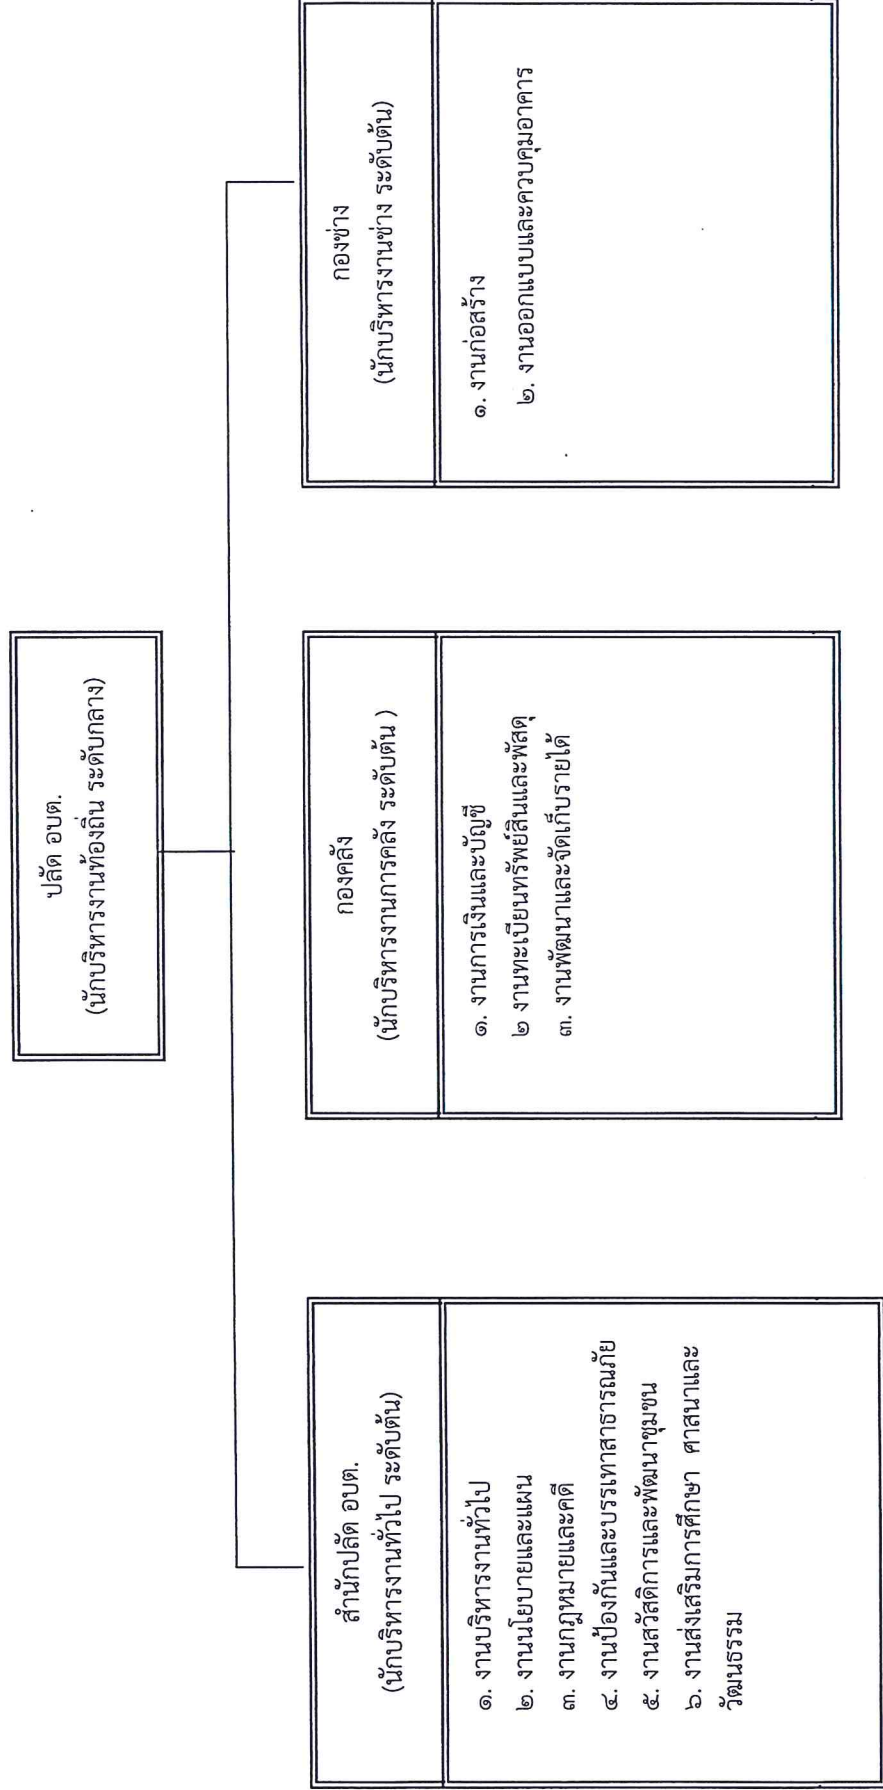 ปลัด อบต.
(นักบริหารงานท้องถิ่น ระดับกลาง)
สำนักปลัด อบต.
(นักบริหารงานทั่วไป ระดับต้น)
๑. งานบริหารงานทั่วไป
๒. งานนโยบายและแผน
๓. งานกฎหมายและคดี
๔. งานป้องกันและบรรเทาสาธารณภัย
๕. งานสวัสดิการและพัฒนาชุมชน
๖. งานส่งเสริมการศึกษา ศาสนาและ
วัฒนธรรม
กองคลัง
(นักบริหารงานการคลัง ระดับต้น )
๑. งานการเงินและบัญชี
๒ งานทะเบียนทรัพย์สินและพัสดุ
๓. งานพัฒนาและจัดเก็บรายได้
กองช่าง
(นักบริหารงานช่าง ระดับต้น)
๑. งานก่อสร้าง
๒. งานออกแบบและควบคุมอาคาร